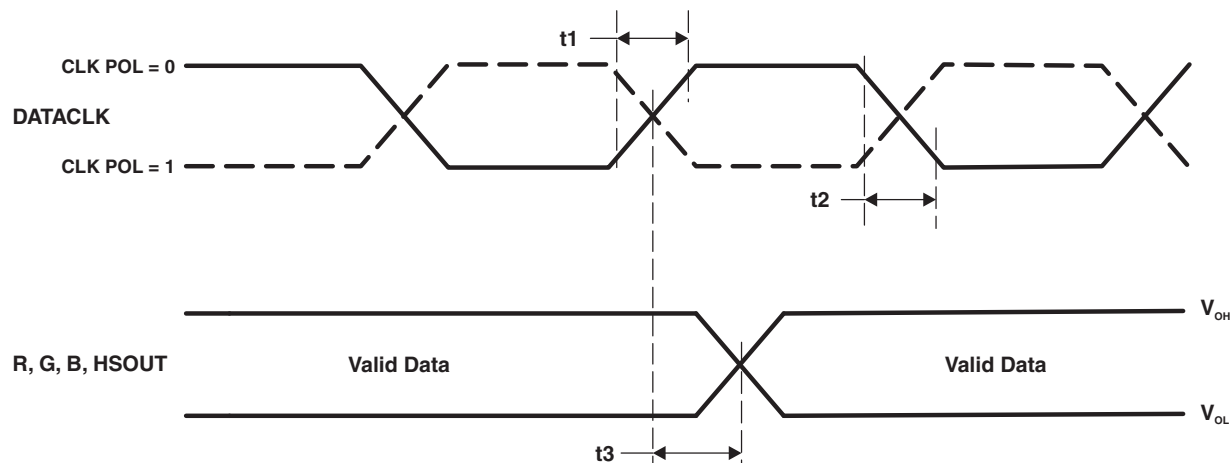 t1
CLK POL = 0
DATACLK
CLK POL = 1
t2
V_OH
R, G, B, HSOUT
Valid Data
Valid Data
V_OL
t3